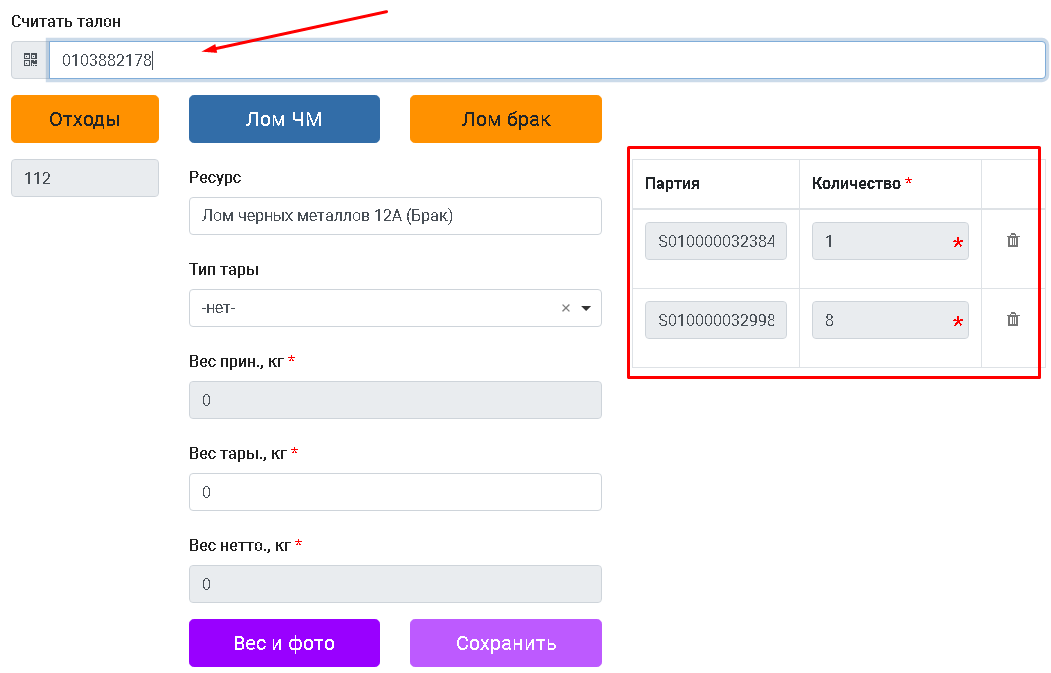 Считать талон
0103882178
Отходы
Лом ЧМ
Лом брак
112
Ресурс
Лом черных металлов 12А (Брак)
Тип тары
-нет-
Вес прин., кг *
0
Вес тары., кг *
0
Вес нетто., кг *
0
Вес и фото
Сохранить
Партия Количество *
S010000032384 1 *
S010000032998 8 *